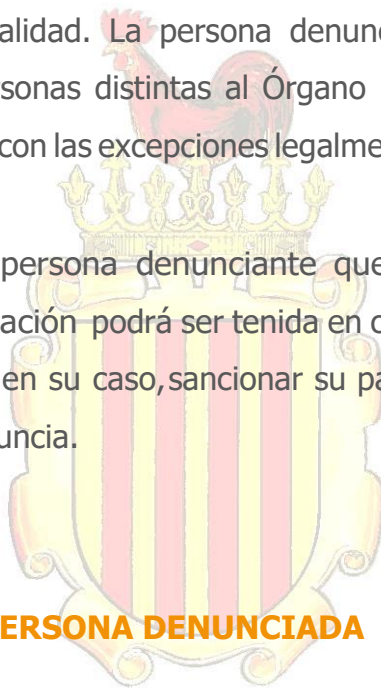 alidad. La persona denunc
rsonas distintas al Órgano
con las excepciones legalme
persona denunciante que
ación podrá ser tenida en c
en su caso, sancionar su pa
uncia.
ERSONA DENUNCIADA